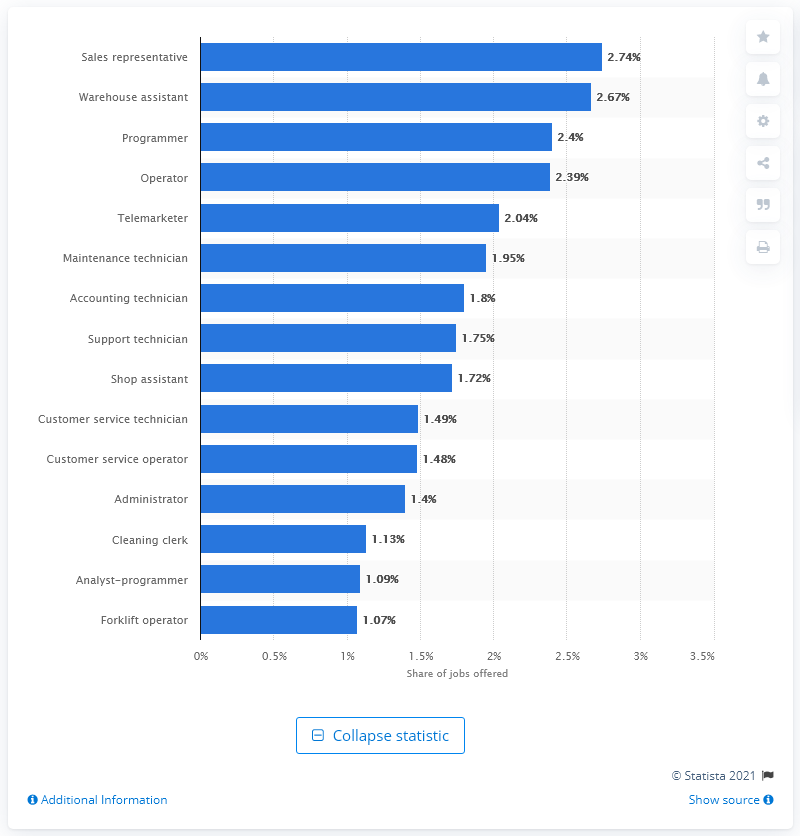 Sales representative 2.74%
Warehouse assistant 2.67%
Programmer 2.4%
Operator 2.39%
Telemarketer 2.04%
Maintenance technician 1.95%
Accounting technician 1.8%
Support technician 1.75%
Shop assistant 1.72%
Customer service technician 1.49%
Customer service operator 1.48%
Administrator 1.4%
Cleaning clerk 1.13%
Analyst-programmer 1.09%
Forklift operator 1.07%
0% 0.5% 1% 1.5% 2% 2.5% 3% 3.5%
Share of jobs offered
Collapse statistic
© Statista 2021
Additional Information Show source